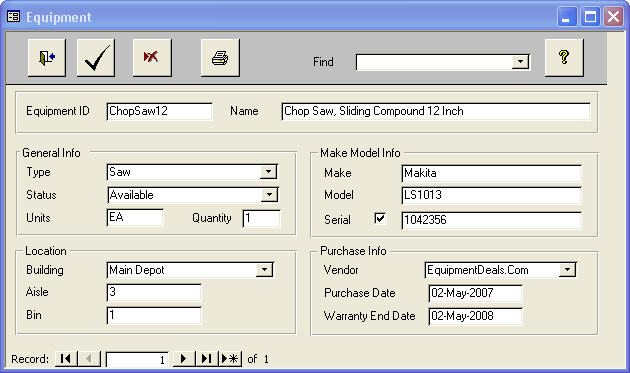 Equipment
Find
?
Equipment ID ChopSaw12 Name Chop Saw, Sliding Compound 12 Inch
General Info
Type Saw
Status Available
Units EA Quantity 1
Make Model Info
Make Makita
Model LS1013
Serial 1042356
Location
Building Main Depot
Aisle 3
Bin 1
Purchase Info
Vendor EquipmentDeals.Com
Purchase Date 02-May-2007
Warranty End Date 02-May-2008
Record: 1 of 1